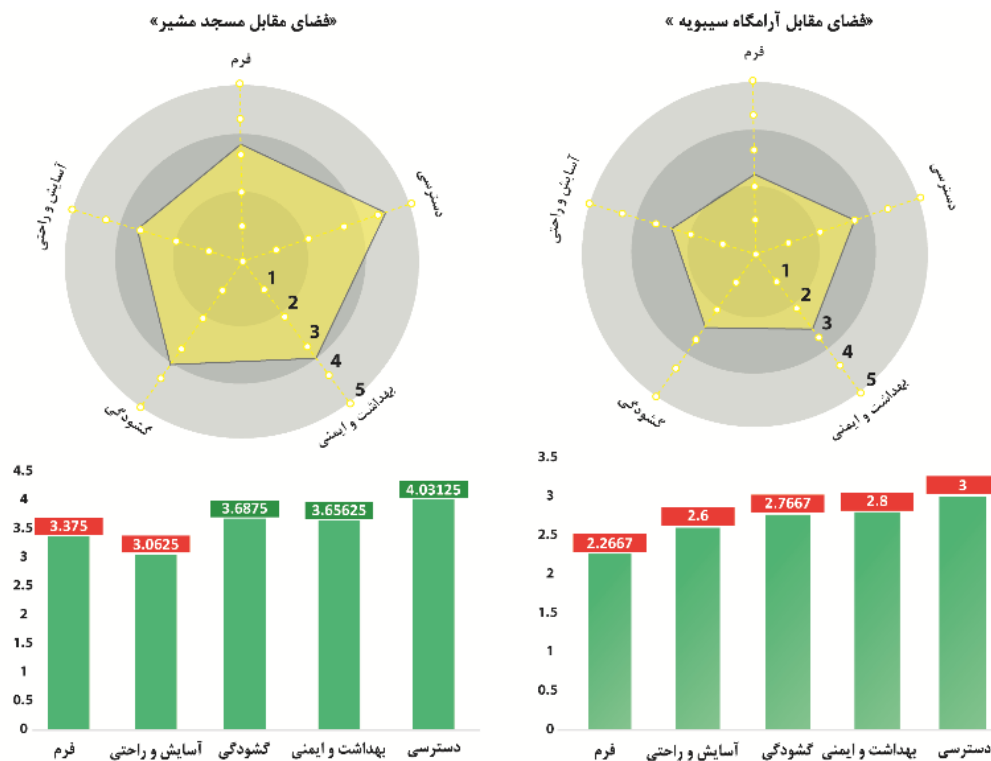 «فضای مقابل آرامگاه سیبویه »
فرم
دسترسی
آسایش و راحتی
1
2
3
4
5
گشودگی
بهداشت و ایمنی
«فضای مقابل مسجد مشیر»
فرم
دسترسی
آسایش و راحتی
1
2
3
4
5
گشودگی
بهداشت و ایمنی
3.5
3
2.5
2
1.5
1
0.5
0
2.2667
2.6
2.7667
2.8
3
فرم
آسایش و راحتی
گشودگی
بهداشت و ایمنی
دسترسی
4.5
4
3.5
3
2.5
2
1.5
1
0.5
0
3.375
3.0625
3.6875
3.65625
4.03125
فرم
آسایش و راحتی
گشودگی
بهداشت و ایمنی
دسترسی